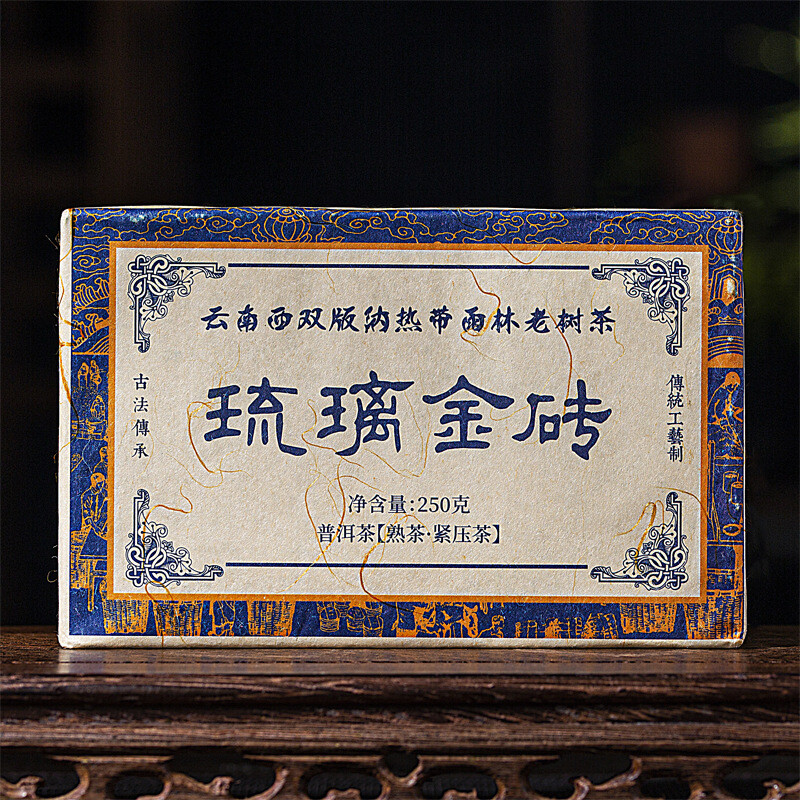 云南西双版纳热带雨林老树茶
古法傳承
琉璃金砖
傳統工藝制
净含量:250克
普洱茶【熟茶·紧压茶】